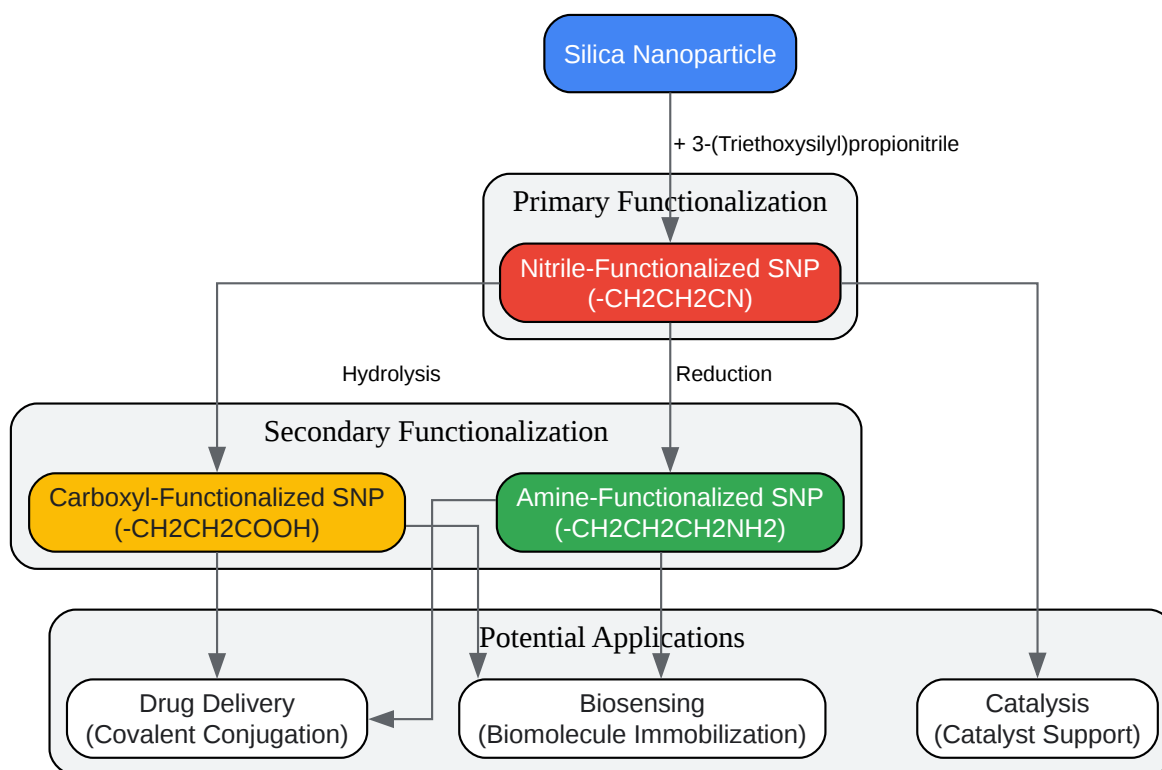 Silica Nanoparticle
+ 3-(Triethoxysilyl)propionitrile
Primary Functionalization
Nitrile-Functionalized SNP
(-CH2CH2CN)
Hydrolysis
Reduction
Secondary Functionalization
Carboxyl-Functionalized SNP
(-CH2CH2COOH)
Amine-Functionalized SNP
(-CH2CH2CH2NH2)
Potential Applications
Drug Delivery
(Covalent Conjugation)
Biosensing
(Biomolecule Immobilization)
Catalysis
(Catalyst Support)